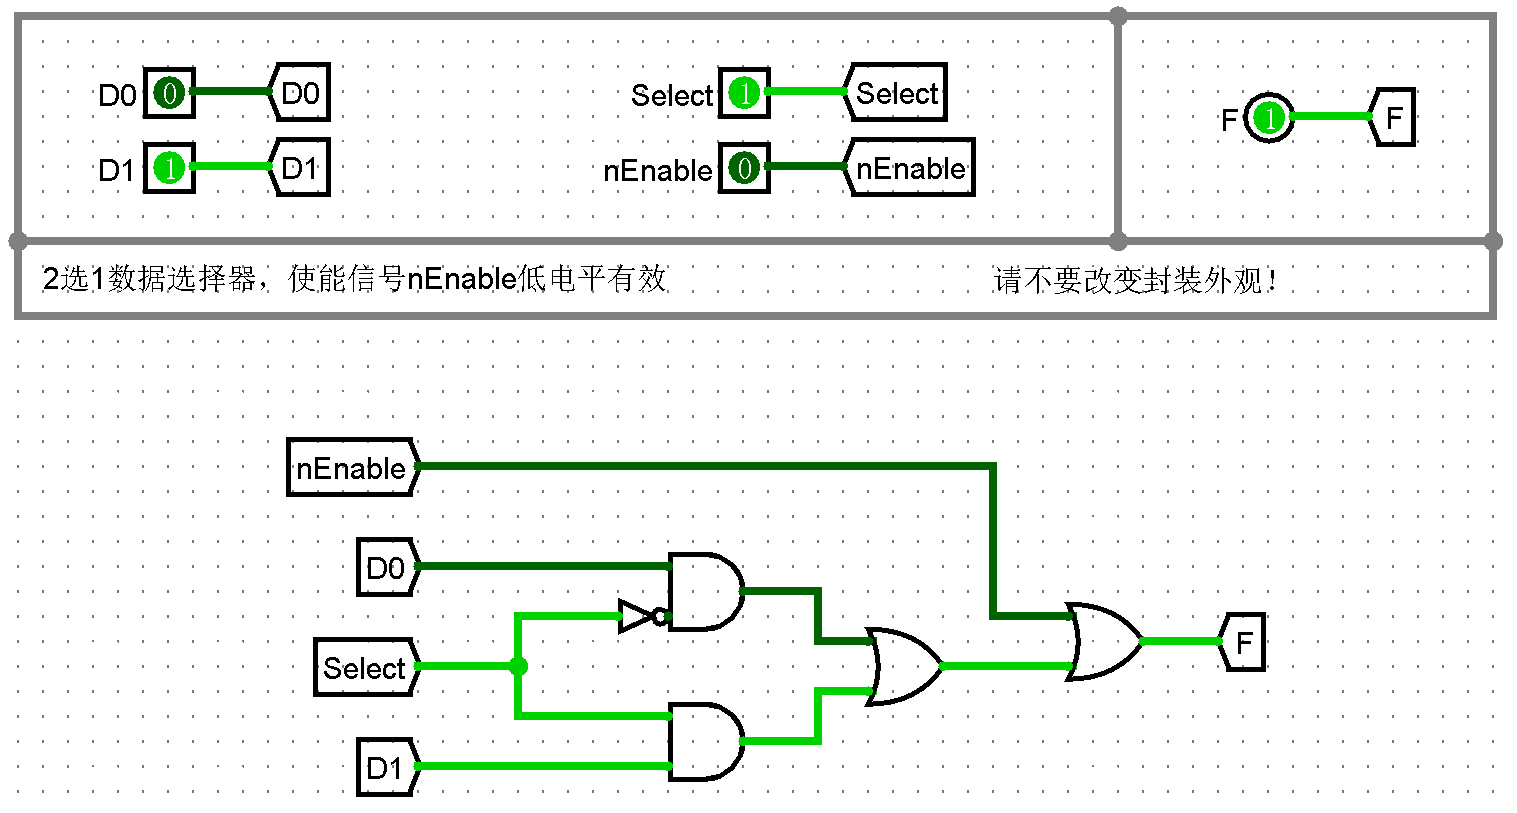 D0 0 D0
D1 1 D1
Select 1 Select
nEnable 0 nEnable
F 1 F
2选1数据选择器，使能信号nEnable低电平有效
请不要改变封装外观！
nEnable
D0
Select
D1
F